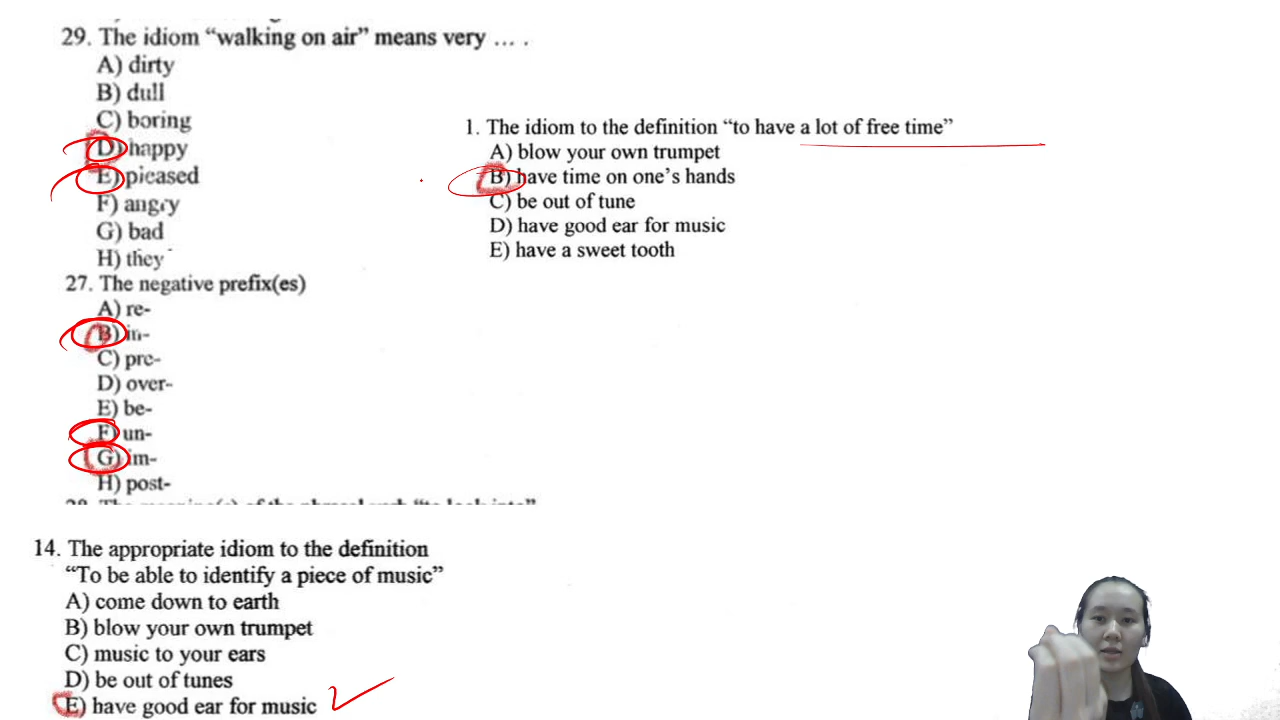 29. The idiom “walking on air” means very ... .
A) dirty
B) dull
C) boring
D) happy
E) pleased
F) angry
G) bad
H) they
27. The negative prefix(es)
A) re-
B) in-
C) pre-
D) over-
E) be-
F) un-
G) im-
H) post-
1. The idiom to the definition “to have a lot of free time”
A) blow your own trumpet
B) have time on one’s hands
C) be out of tune
D) have good ear for music
E) have a sweet tooth
14. The appropriate idiom to the definition
“To be able to identify a piece of music”
A) come down to earth
B) blow your own trumpet
C) music to your ears
D) be out of tunes
E) have good ear for music